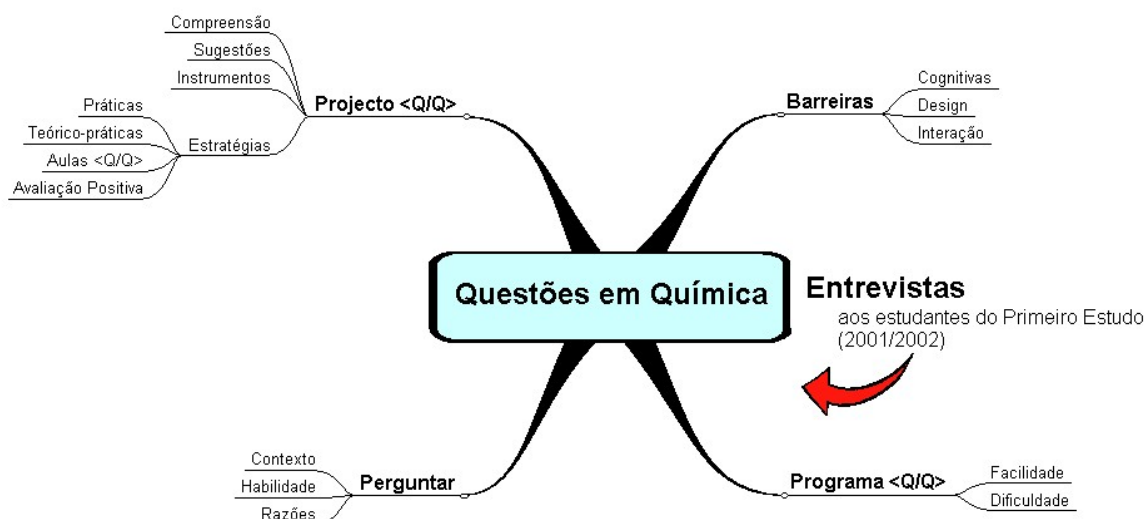 Compreensão
Sugestões
Instrumentos
Projecto <Q/Q>
Práticas
Teórico-práticas
Estratégias
Aulas <Q/Q>
Avaliação Positiva
Barreiras
Cognitivas
Design
Interação
Questões em Química
Entrevistas
aos estudantes do Primeiro Estudo
(2001/2002)
Contexto
Habilidade
Perguntar
Razões
Programa <Q/Q>
Facilidade
Dificuldade